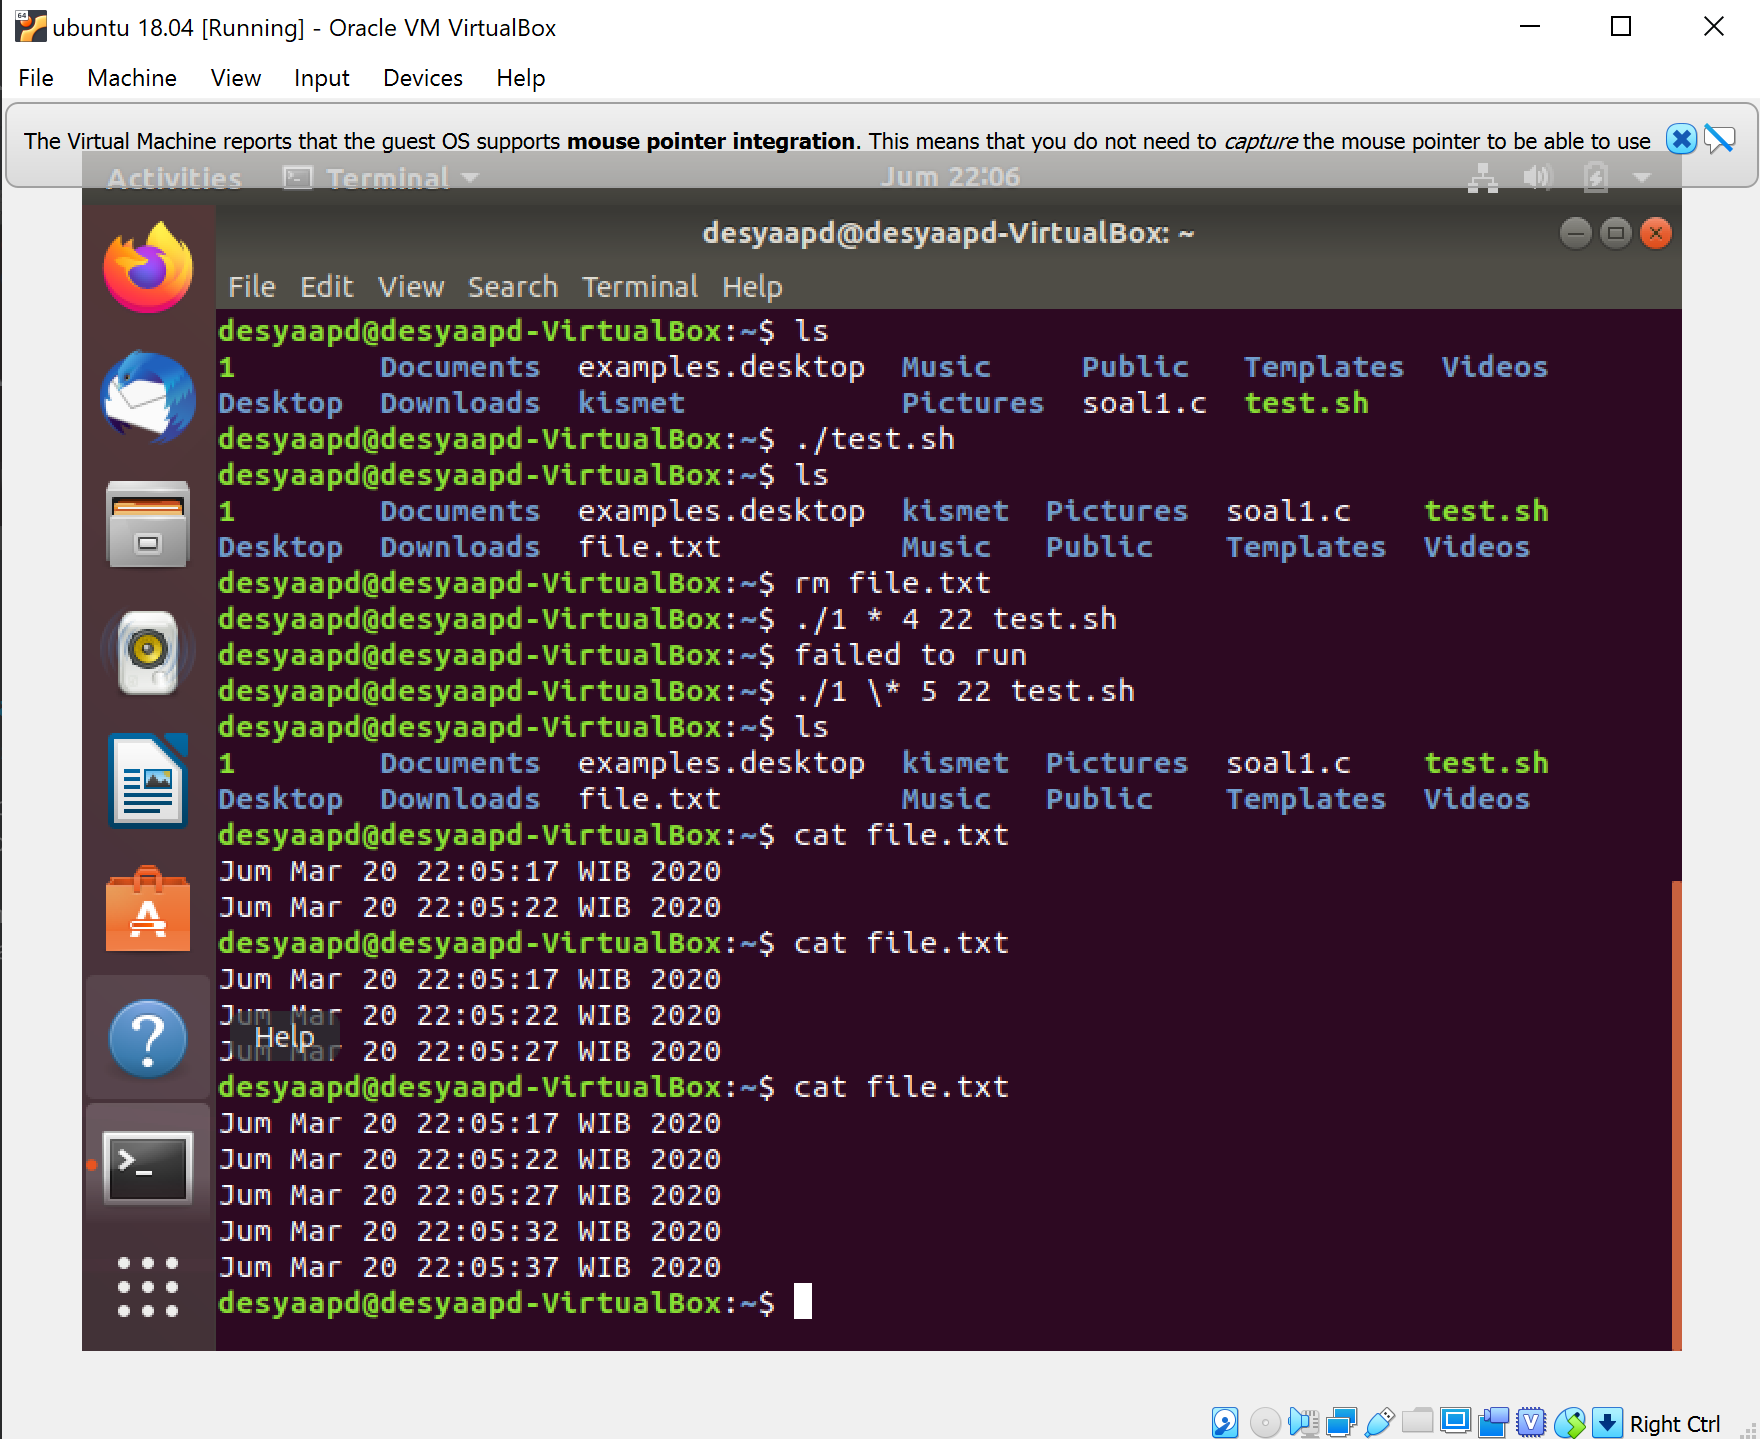 64
ubuntu 18.04 [Running] - Oracle VM VirtualBox
File Machine View Input Devices Help
The Virtual Machine reports that the guest OS supports mouse pointer integration. This means that you do not need to capture the mouse pointer to be able to use
Activities Terminal Jum 22:06
desyaapd@desyaapd-VirtualBox: ~
File Edit View Search Terminal Help
desyaapd@desyaapd-VirtualBox:~$ ls
1 Documents examples.desktop Music Public Templates Videos
Desktop Downloads kismet Pictures soal1.c test.sh
desyaapd@desyaapd-VirtualBox:~$ ./test.sh
desyaapd@desyaapd-VirtualBox:~$ ls
1 Documents examples.desktop kismet Pictures soal1.c test.sh
Desktop Downloads file.txt Music Public Templates Videos
desyaapd@desyaapd-VirtualBox:~$ rm file.txt
desyaapd@desyaapd-VirtualBox:~$ ./1 * 4 22 test.sh
desyaapd@desyaapd-VirtualBox:~$ failed to run
desyaapd@desyaapd-VirtualBox:~$ ./1 \* 5 22 test.sh
desyaapd@desyaapd-VirtualBox:~$ ls
1 Documents examples.desktop kismet Pictures soal1.c test.sh
Desktop Downloads file.txt Music Public Templates Videos
desyaapd@desyaapd-VirtualBox:~$ cat file.txt
Jum Mar 20 22:05:17 WIB 2020
Jum Mar 20 22:05:22 WIB 2020
desyaapd@desyaapd-VirtualBox:~$ cat file.txt
Jum Mar 20 22:05:17 WIB 2020
Jum Mar 20 22:05:22 WIB 2020
Help
Jum Mar 20 22:05:27 WIB 2020
desyaapd@desyaapd-VirtualBox:~$ cat file.txt
Jum Mar 20 22:05:17 WIB 2020
Jum Mar 20 22:05:22 WIB 2020
Jum Mar 20 22:05:27 WIB 2020
Jum Mar 20 22:05:32 WIB 2020
Jum Mar 20 22:05:37 WIB 2020
desyaapd@desyaapd-VirtualBox:~$
Right Ctrl